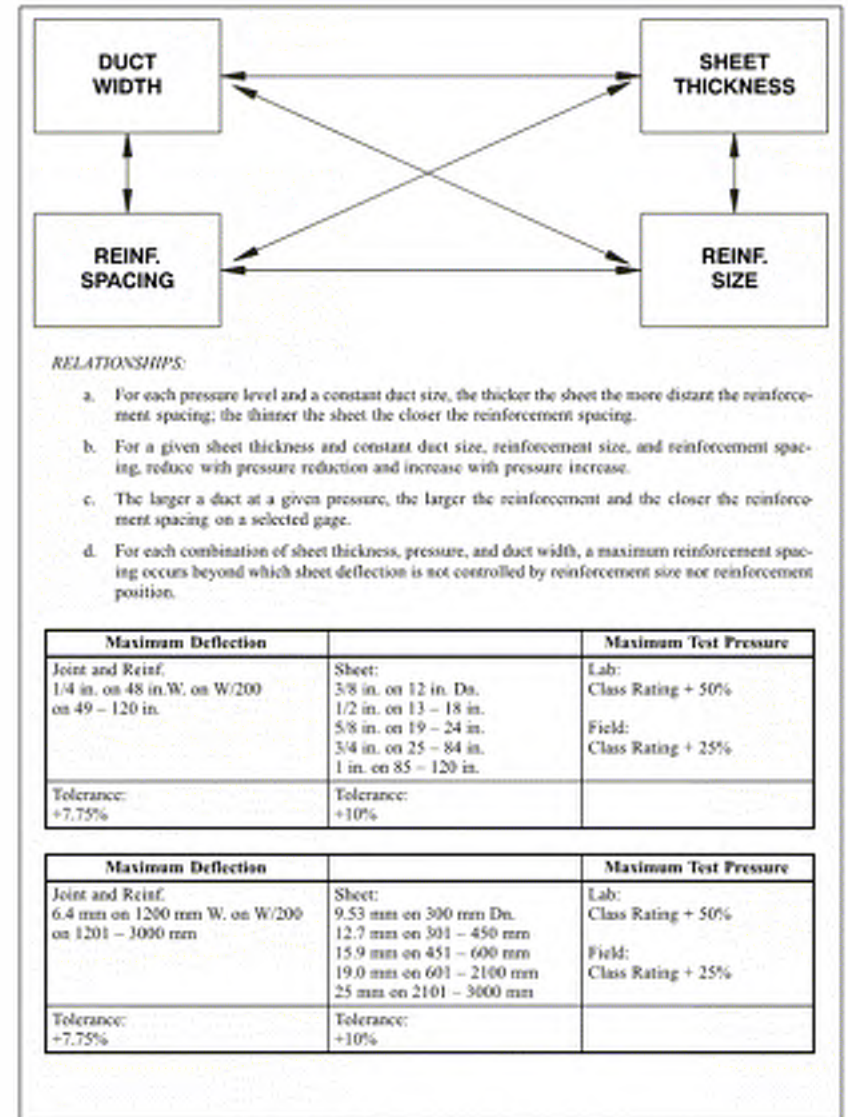 DUCT
WIDTH
SHEET
THICKNESS
REINF.
SPACING
REINF.
SIZE
RELATIONSHIPS:
a. For each pressure level and a constant duct size, the thicker the sheet the more distant the reinforce-
ment spacing; the thinner the sheet the closer the reinforcement spacing.
b. For a given sheet thickness and constant duct size, reinforcement size, and reinforcement spac-
ing, reduce with pressure reduction and increase with pressure increase.
c. The larger a duct at a given pressure, the larger the reinforcement and the closer the reinforce-
ment spacing on a selected gage.
d. For each combination of sheet thickness, pressure, and duct width, a maximum reinforcement spac-
ing occurs beyond which sheet deflection is not controlled by reinforcement size nor reinforcement
position.
Maximum Deflection
Maximum Test Pressure
Joint and Reinf.
1/4 in. on 48 in.W. on W/200
on 49 – 120 in.
Sheet:
3/8 in. on 12 in. Dn.
1/2 in. on 13 – 18 in.
5/8 in. on 19 – 24 in.
3/4 in. on 25 – 84 in.
1 in. on 85 – 120 in.
Lab:
Class Rating + 50%
Field:
Class Rating + 25%
Tolerance:
+7.75%
Tolerance:
+10%
Maximum Deflection
Maximum Test Pressure
Joint and Reinf.
6.4 mm on 1200 mm W. on W/200
on 1201 – 3000 mm
Sheet:
9.53 mm on 300 mm Dn.
12.7 mm on 301 – 450 mm
15.9 mm on 451 – 600 mm
19.0 mm on 601 – 2100 mm
25 mm on 2101 – 3000 mm
Lab:
Class Rating + 50%
Field:
Class Rating + 25%
Tolerance:
+7.75%
Tolerance:
+10%